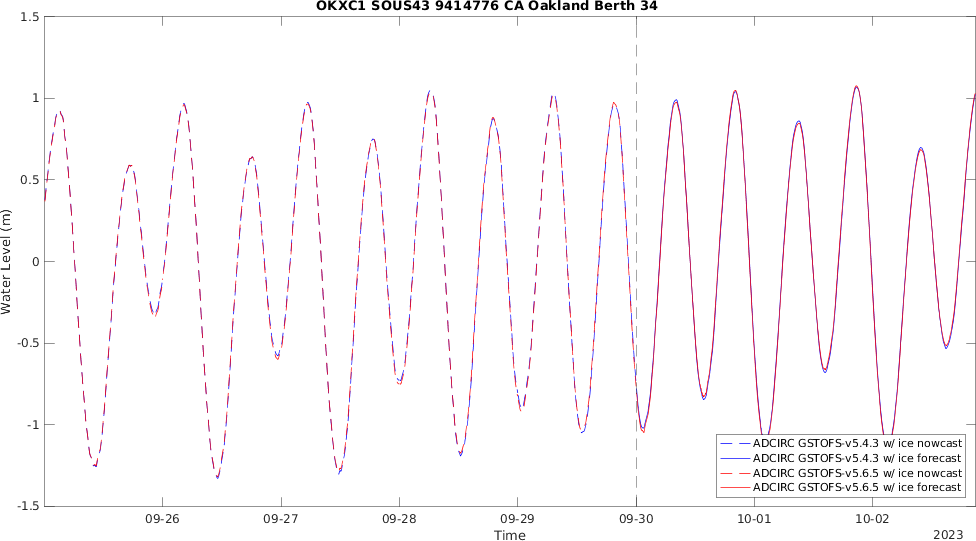 OKXC1 SOUS43 9414776 CA Oakland Berth 34
1.5
1
0.5
0
-0.5
-1
-1.5
Water Level (m)
09-26
09-27
09-28
09-29
09-30
10-01
10-02
Time
2023
ADCIRC GSTOFS-v5.4.3 w/ ice nowcast
ADCIRC GSTOFS-v5.4.3 w/ ice forecast
ADCIRC GSTOFS-v5.6.5 w/ ice nowcast
ADCIRC GSTOFS-v5.6.5 w/ ice forecast